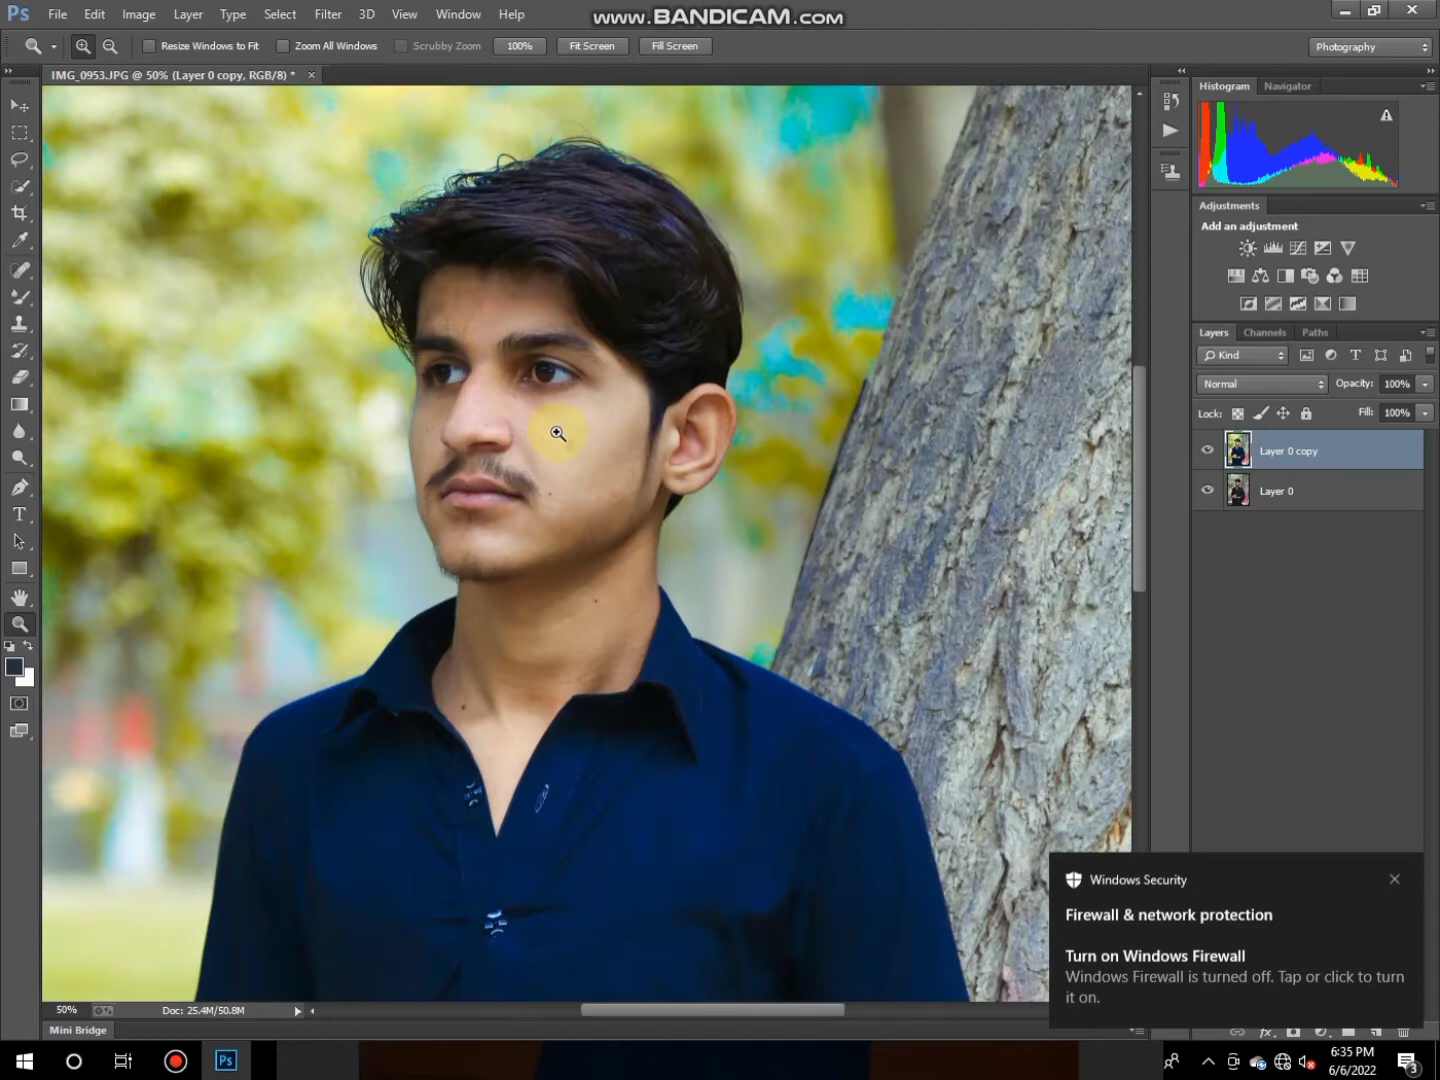 Ps File Edit Image Layer Type Select Filter 3D View Window Help
www.BANDICAM.com
Resize Windows to Fit Zoom All Windows Scrubby Zoom 100% Fit Screen Fill Screen Photography
IMG_0953.JPG @ 50% (Layer 0 copy, RGB/8) *
Histogram Navigator
Adjustments
Add an adjustment
Layers Channels Paths
Kind
Normal Opacity: 100%
Lock: Fill: 100%
Layer 0 copy
Layer 0
Windows Security
Firewall & network protection
Turn on Windows Firewall
Windows Firewall is turned off. Tap or click to turn
it on.
50% Doc: 25.4M/50.8M
Mini Bridge
Ps
6:35 PM
6/6/2022
3